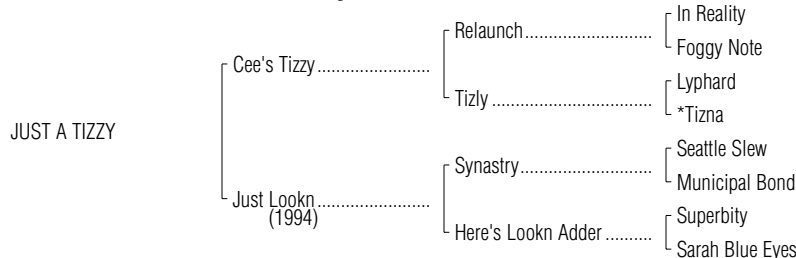 In Reality
Relaunch..............................
Foggy Note
Cee's Tizzy..........................
Lyphard
Tizly .....................................
*Tizna
JUST A TIZZY
Seattle Slew
Synastry...............................
Municipal Bond
Just Lookn..........................
(1994)
Superbity
Here's Lookn Adder ..........
Sarah Blue Eyes